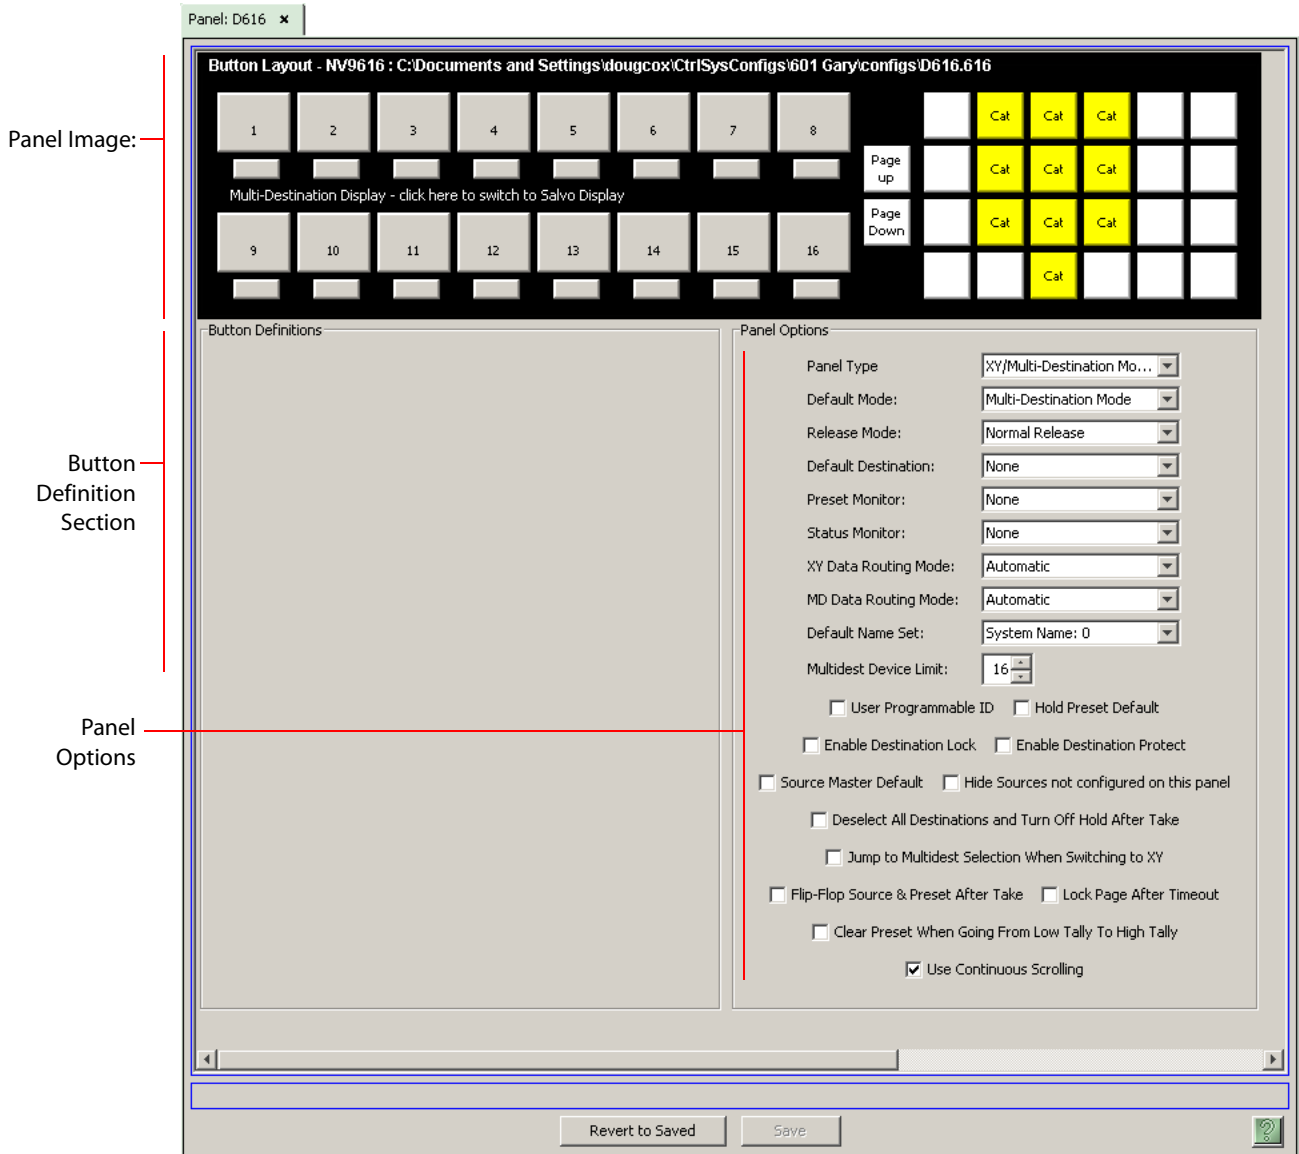 Panel: D616 ×
Button Layout - NV9616 : C:\Documents and Settings\dougcox\CtrlSysConfigs\601 Gary\configs\D616.616
Panel Image:
1 2 3 4 5 6 7 8
Cat Cat Cat
Page up
Cat Cat Cat
Multi-Destination Display - click here to switch to Salvo Display
Page Down
Cat Cat Cat
9 10 11 12 13 14 15 16
Cat
Button Definitions
Button Definition Section
Panel Options
Panel Options
Panel Type XY/Multi-Destination Mo...
Default Mode: Multi-Destination Mode
Release Mode: Normal Release
Default Destination: None
Preset Monitor: None
Status Monitor: None
XY Data Routing Mode: Automatic
MD Data Routing Mode: Automatic
Default Name Set: System Name: 0
Multidest Device Limit: 16
User Programmable ID Hold Preset Default
Enable Destination Lock Enable Destination Protect
Source Master Default Hide Sources not configured on this panel
Deselect All Destinations and Turn Off Hold After Take
Jump to Multidest Selection When Switching to XY
Flip-Flop Source & Preset After Take Lock Page After Timeout
Clear Preset When Going From Low Tally To High Tally
Use Continuous Scrolling
Revert to Saved Save ?